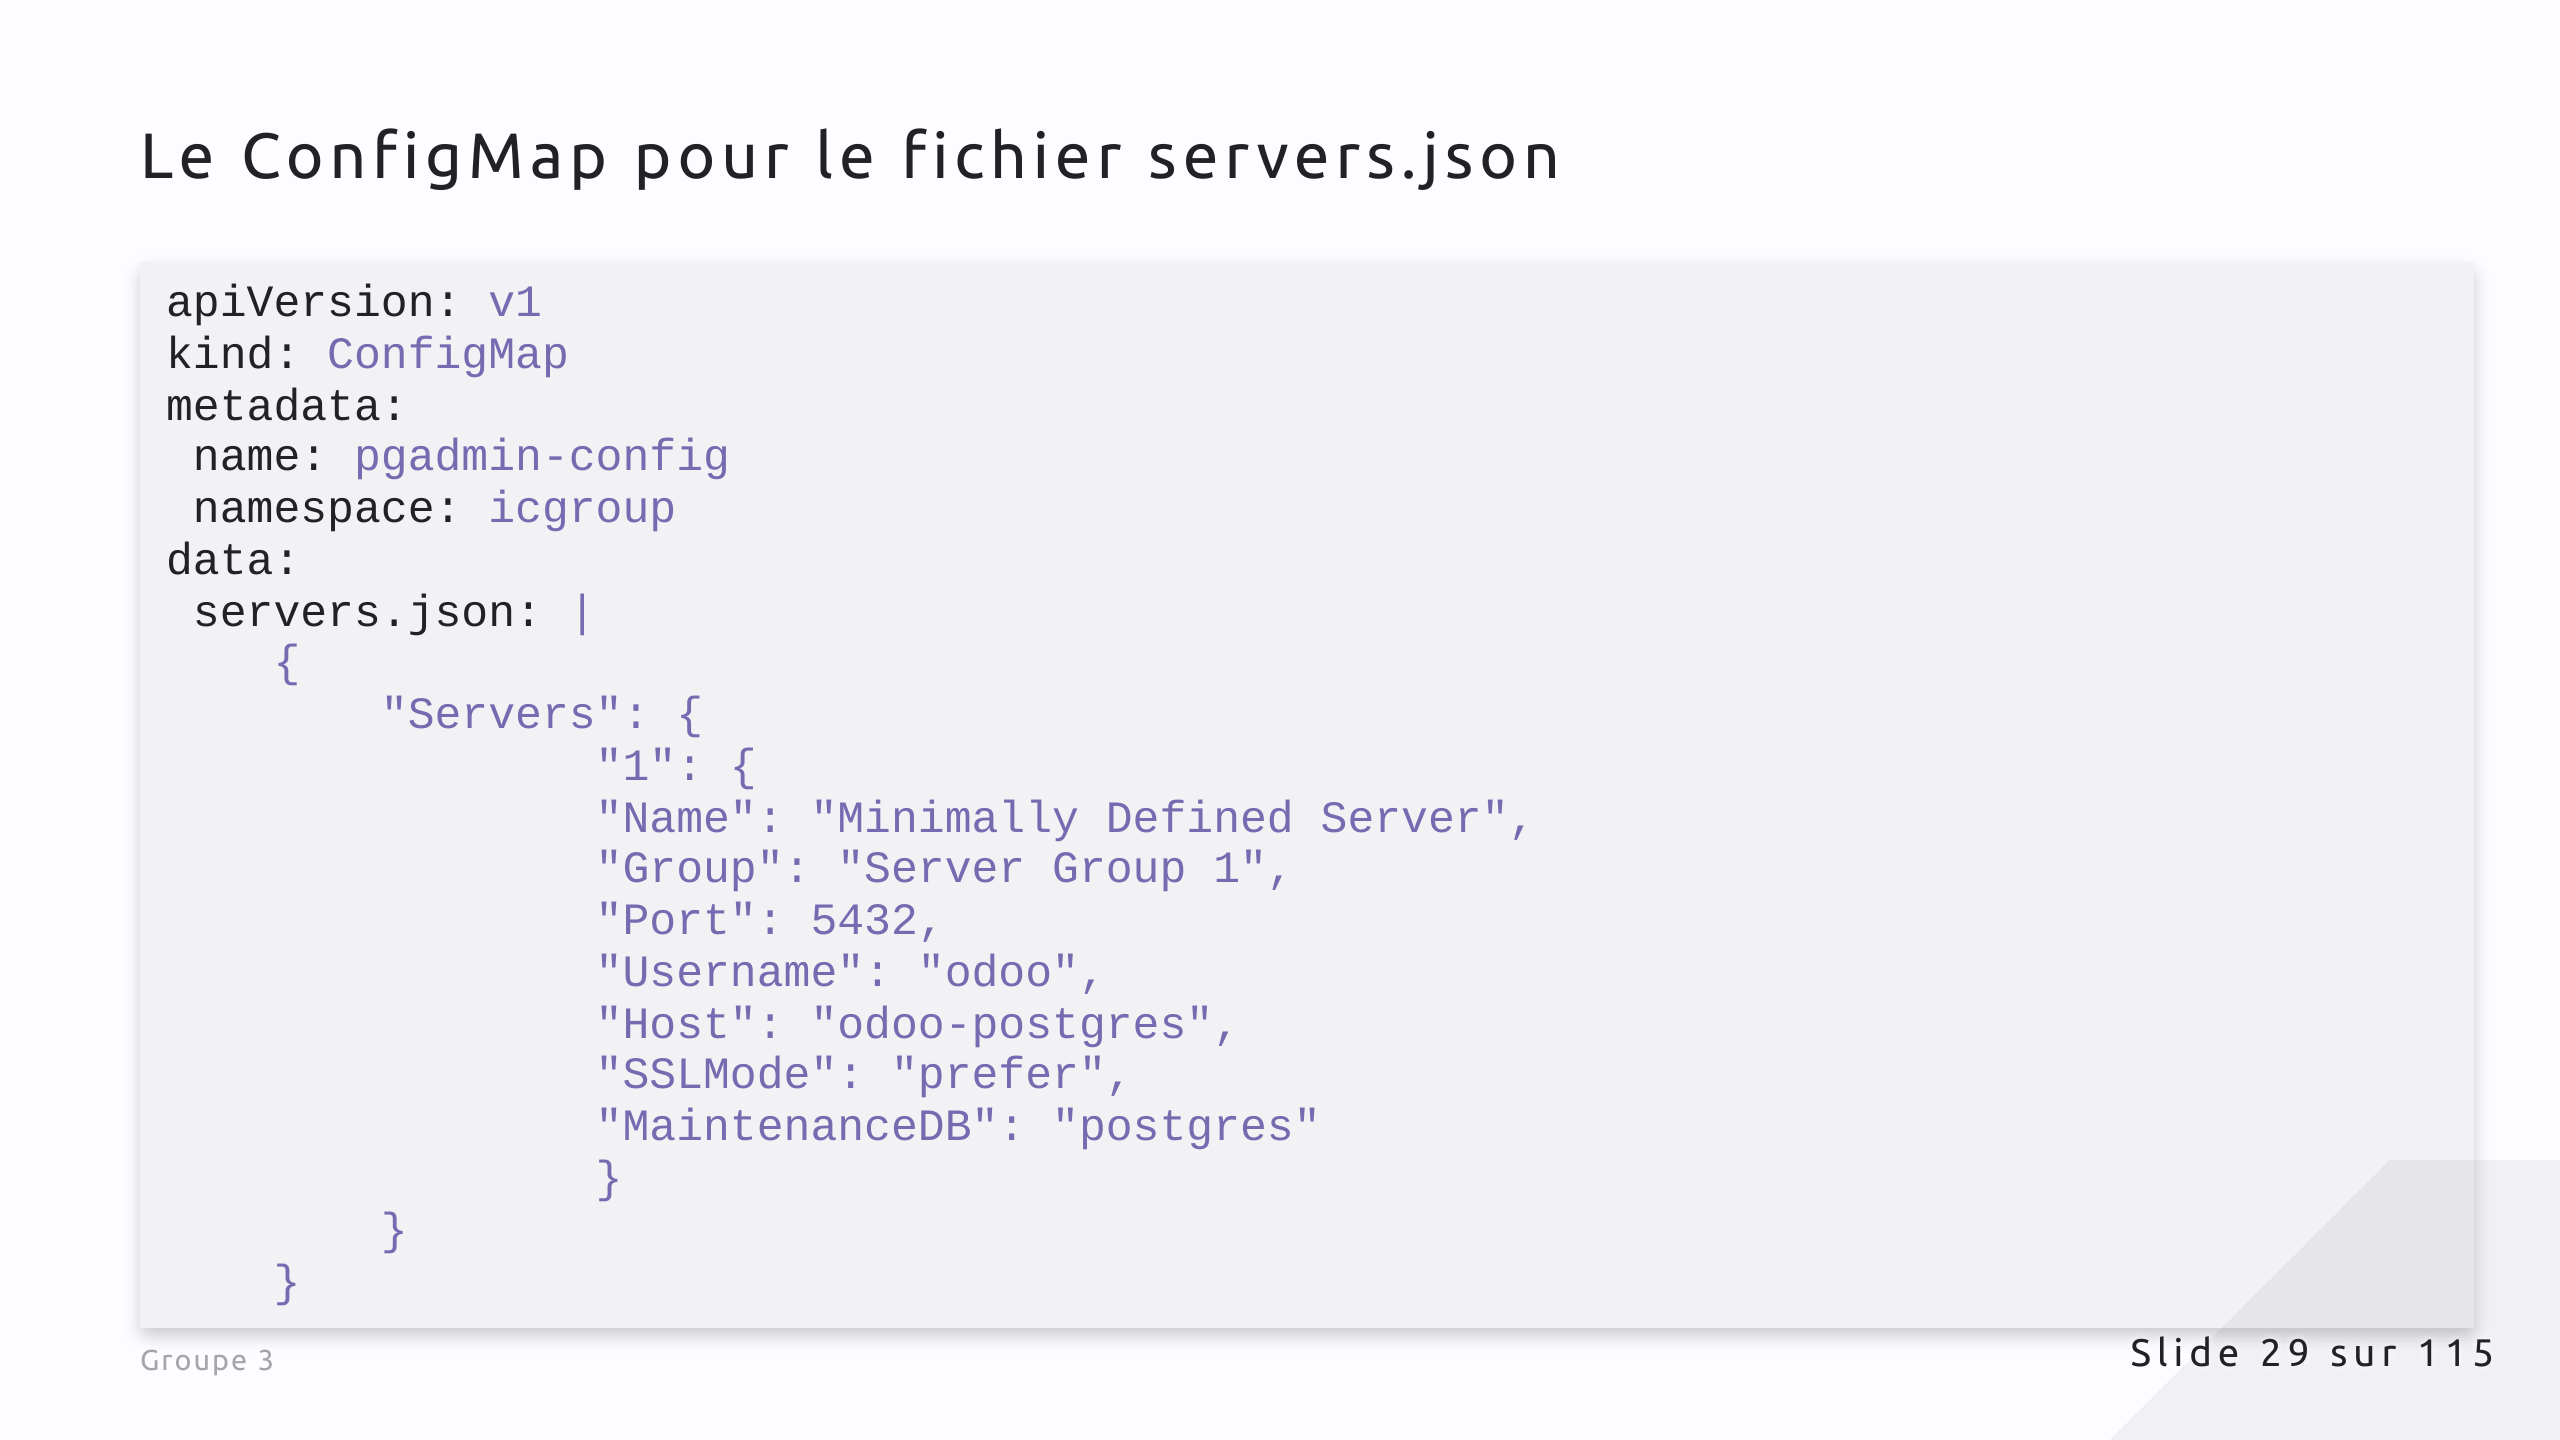 Le ConfigMap pour le fichier servers.json
apiVersion: v1
kind: ConfigMap
metadata:
 name: pgadmin-config
 namespace: icgroup
data:
 servers.json: |
    {
        "Servers": {
                "1": {
                "Name": "Minimally Defined Server",
                "Group": "Server Group 1",
                "Port": 5432,
                "Username": "odoo",
                "Host": "odoo-postgres",
                "SSLMode": "prefer",
                "MaintenanceDB": "postgres"
                }
        }
    }
Groupe 3
Slide 29 sur 115